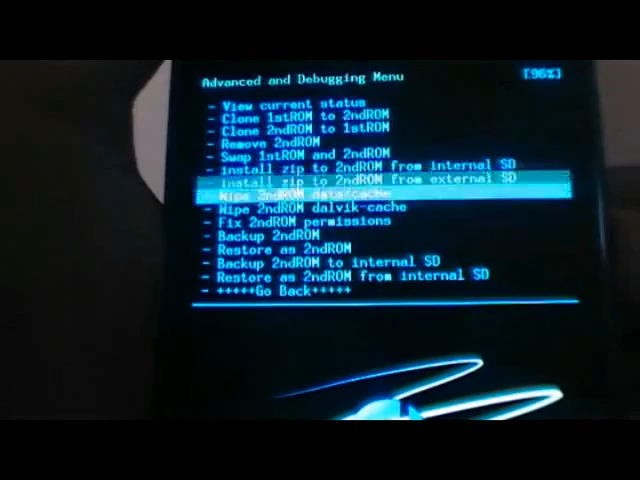 Advanced and Debugging Menu
[96%]
- View current status
- Clone 1stROM to 2ndROM
- Clone 2ndROM to 1stROM
- Remove 2ndROM
- Swap 1stROM and 2ndROM
- install zip to 2ndROM from internal SD
- install zip to 2ndROM from external SD
- Wipe 2ndROM data/cache
- Wipe 2ndROM dalvik-cache
- Fix 2ndROM permissions
- Backup 2ndROM
- Restore as 2ndROM
- Backup 2ndROM to internal SD
- Restore as 2ndROM from internal SD
- +++++Go Back+++++